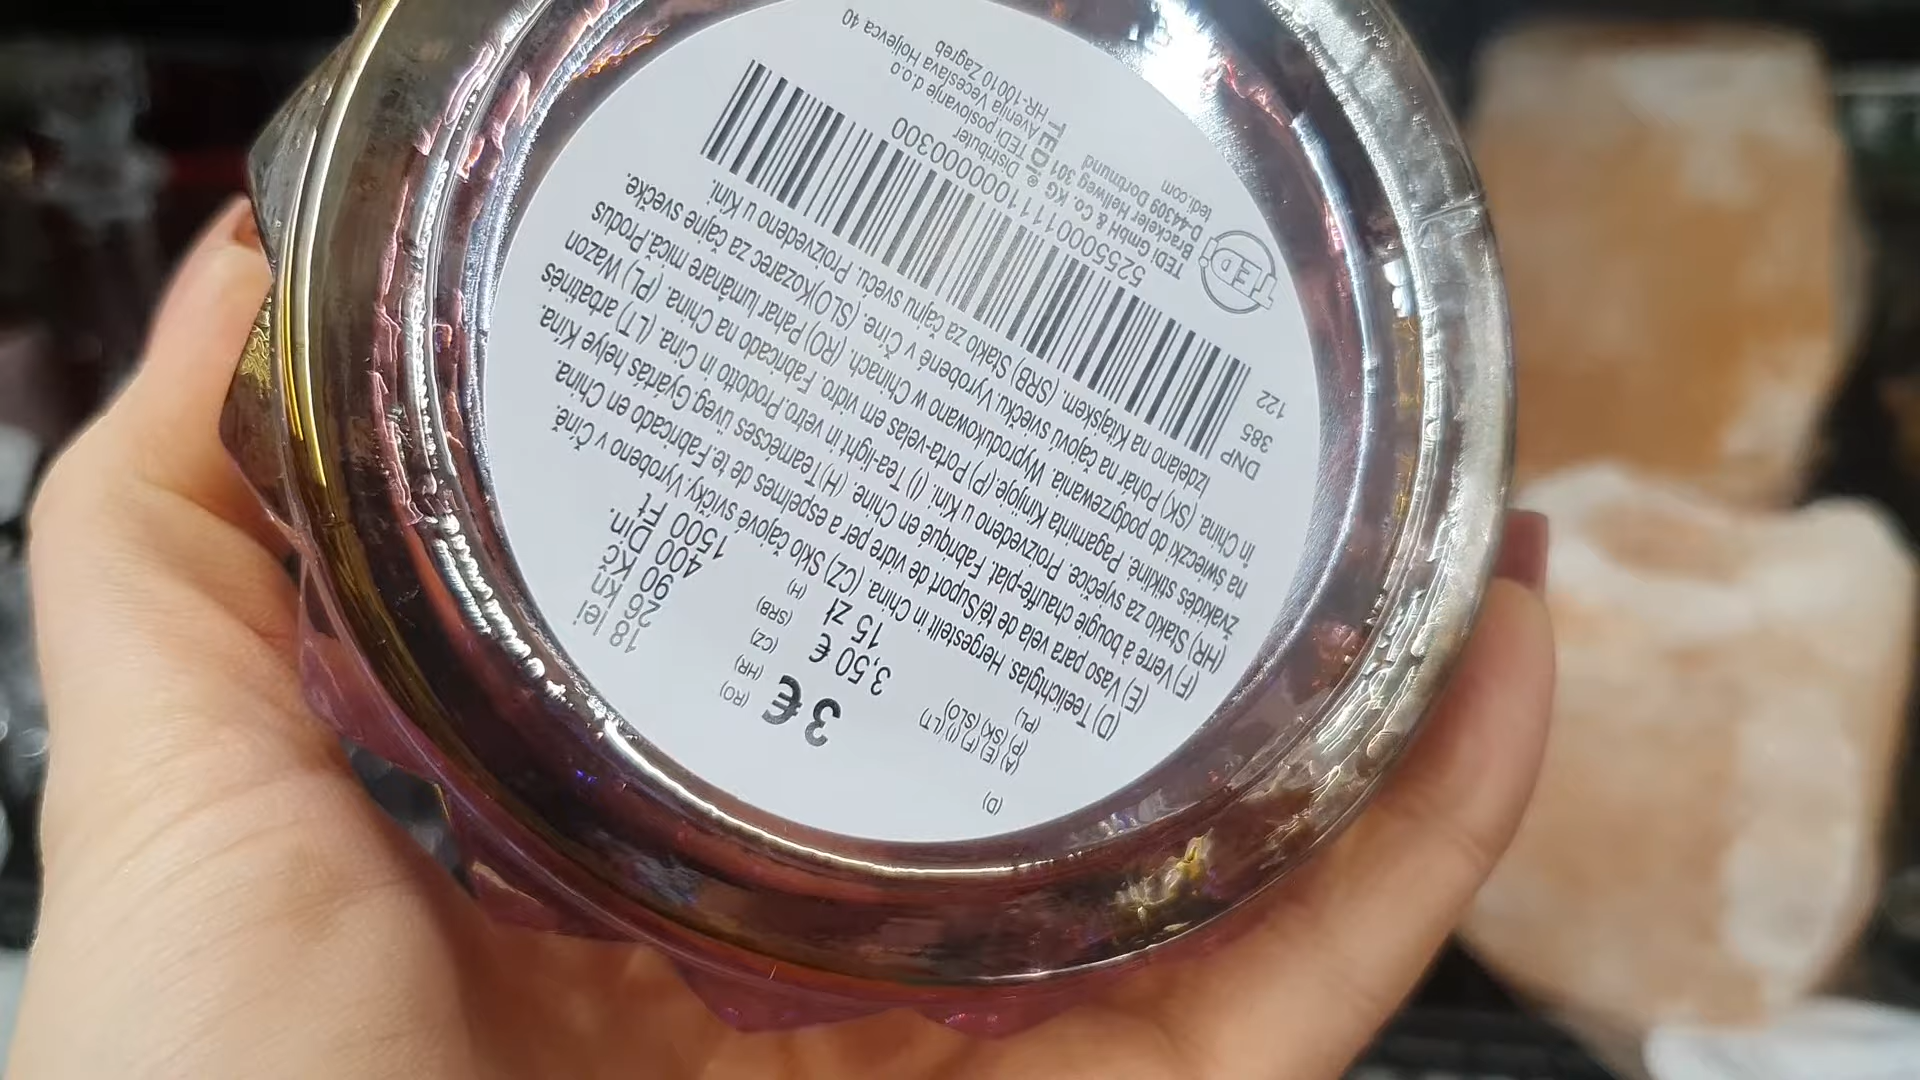 (D) 3 €
(A) (E) (F) (I) (LT)
(P) (SK) (SLO) 3,50 €
(PL) 15 zł
(RO) 18 lei
(HR) 26 kn
(CZ) 90 Kč
(SRB) 400 Din.
(H) 1500 Ft
(D) Teelichtglas. Hergestellt in China. (CZ) Sklo čajové svíčky. Vyrobeno v Číně.
(E) Vaso para vela de té/Suport de vidre per a espelmes de te.Fabricado en China.
(F) Verre à bougie chauffe-plat. Fabriqué en Chine. (H) Teamécses üveg.Gyártás helye Kína.
(HR) Staklo za svjećice. Proizvedeno u Kini. (I) Tea-light in vetro.Prodotto in Cina. (LT) arbatinės
žvakidės stiklinė. Pagaminta Kinijoje (P) Porta-velas em vidro. Fabricado na China. (PL) Wazon
na świeczki do podgrzewania. Wyprodukowano w Chinach. (RO) Pahar lumânare mică.Produs
în China. (SK) Pohár na čajovú sviečku. Vyrobené v Číne. (SLO)Kozarec za čajne svečke.
Izdelano na Kitajskem. (SRB) Staklo za čajnu sveću. Proizvedeno u Kini.
DNP
385
122
52550001111000000300
TEDi
TEDi GmbH & Co. KG
Brackeler Hellweg 301
D-44309 Dortmund
tedi.com
TEDi
Distributer
TEDI poslovanje d.o.o
Avenija Većeslava Holjevca 40
HR-10010 Zagreb